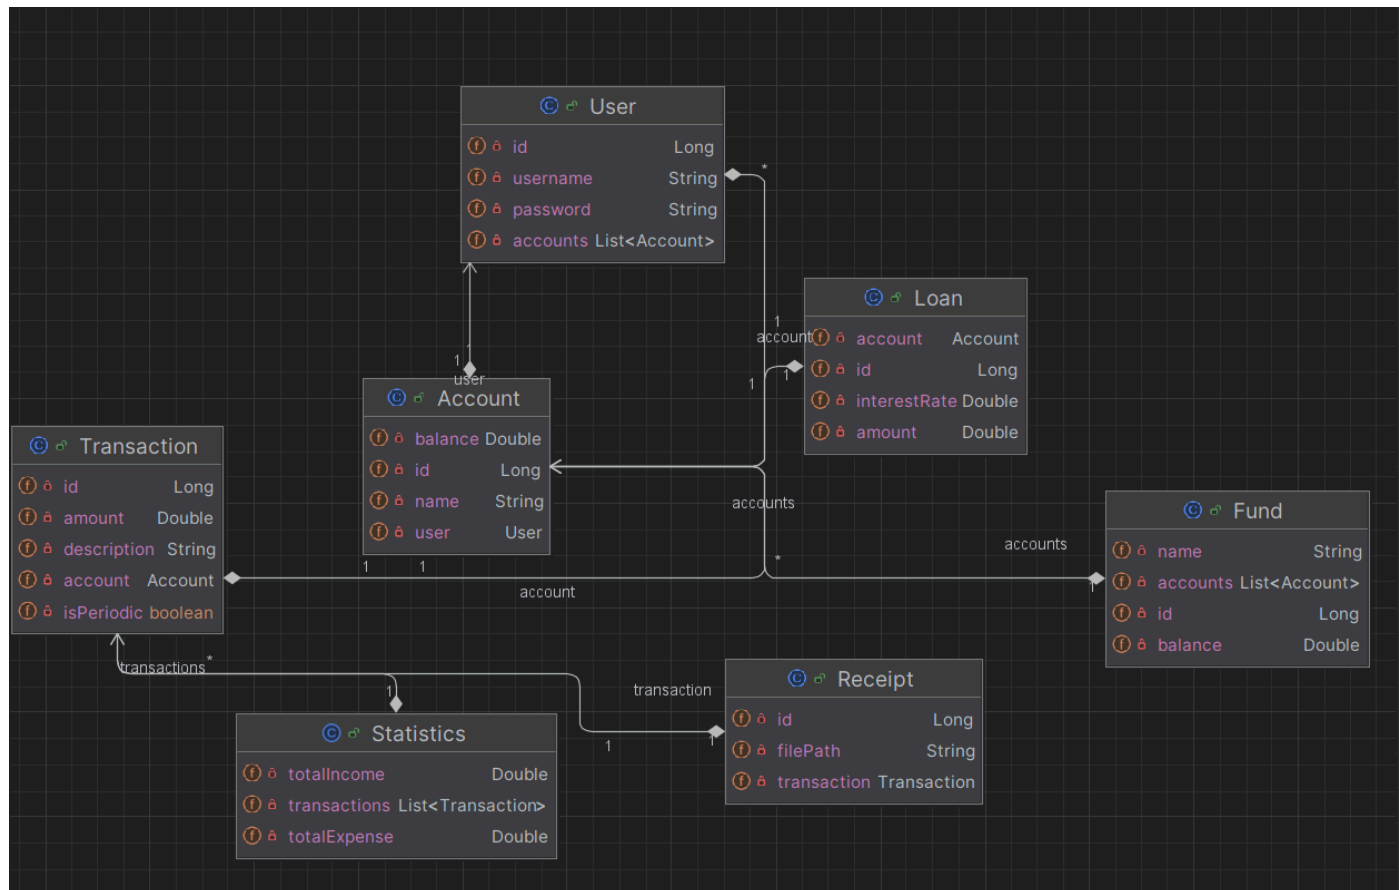 User
id Long
username String
password String
accounts List<Account>
*
Loan
account Account
id Long
interestRate Double
amount Double
1
account
1
1
1
1
user
Account
balance Double
id Long
name String
user User
Transaction
id Long
amount Double
description String
account Account
isPeriodic boolean
accounts
accounts
Fund
name String
accounts List<Account>
id Long
balance Double
1
1
*
1
account
transactions
*
1
Statistics
totalIncome Double
transactions List<Transaction>
totalExpense Double
transaction
1
1
Receipt
id Long
filePath String
transaction Transaction